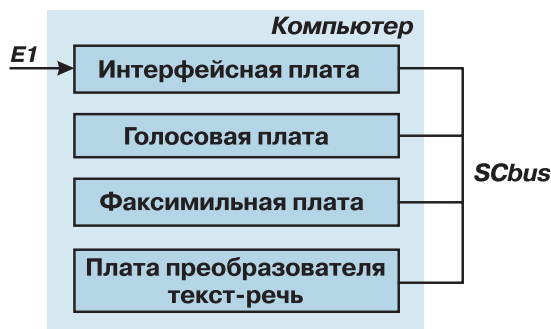 Компьютер
E1
Интерфейсная плата
Голосовая плата
SCbus
Факсимильная плата
Плата преобразователя
текст-речь